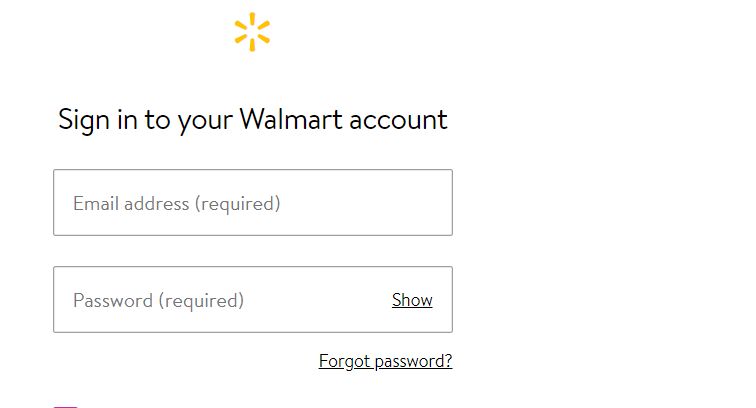 Sign in to your Walmart account
Email address (required)
Password (required) Show
Forgot password?